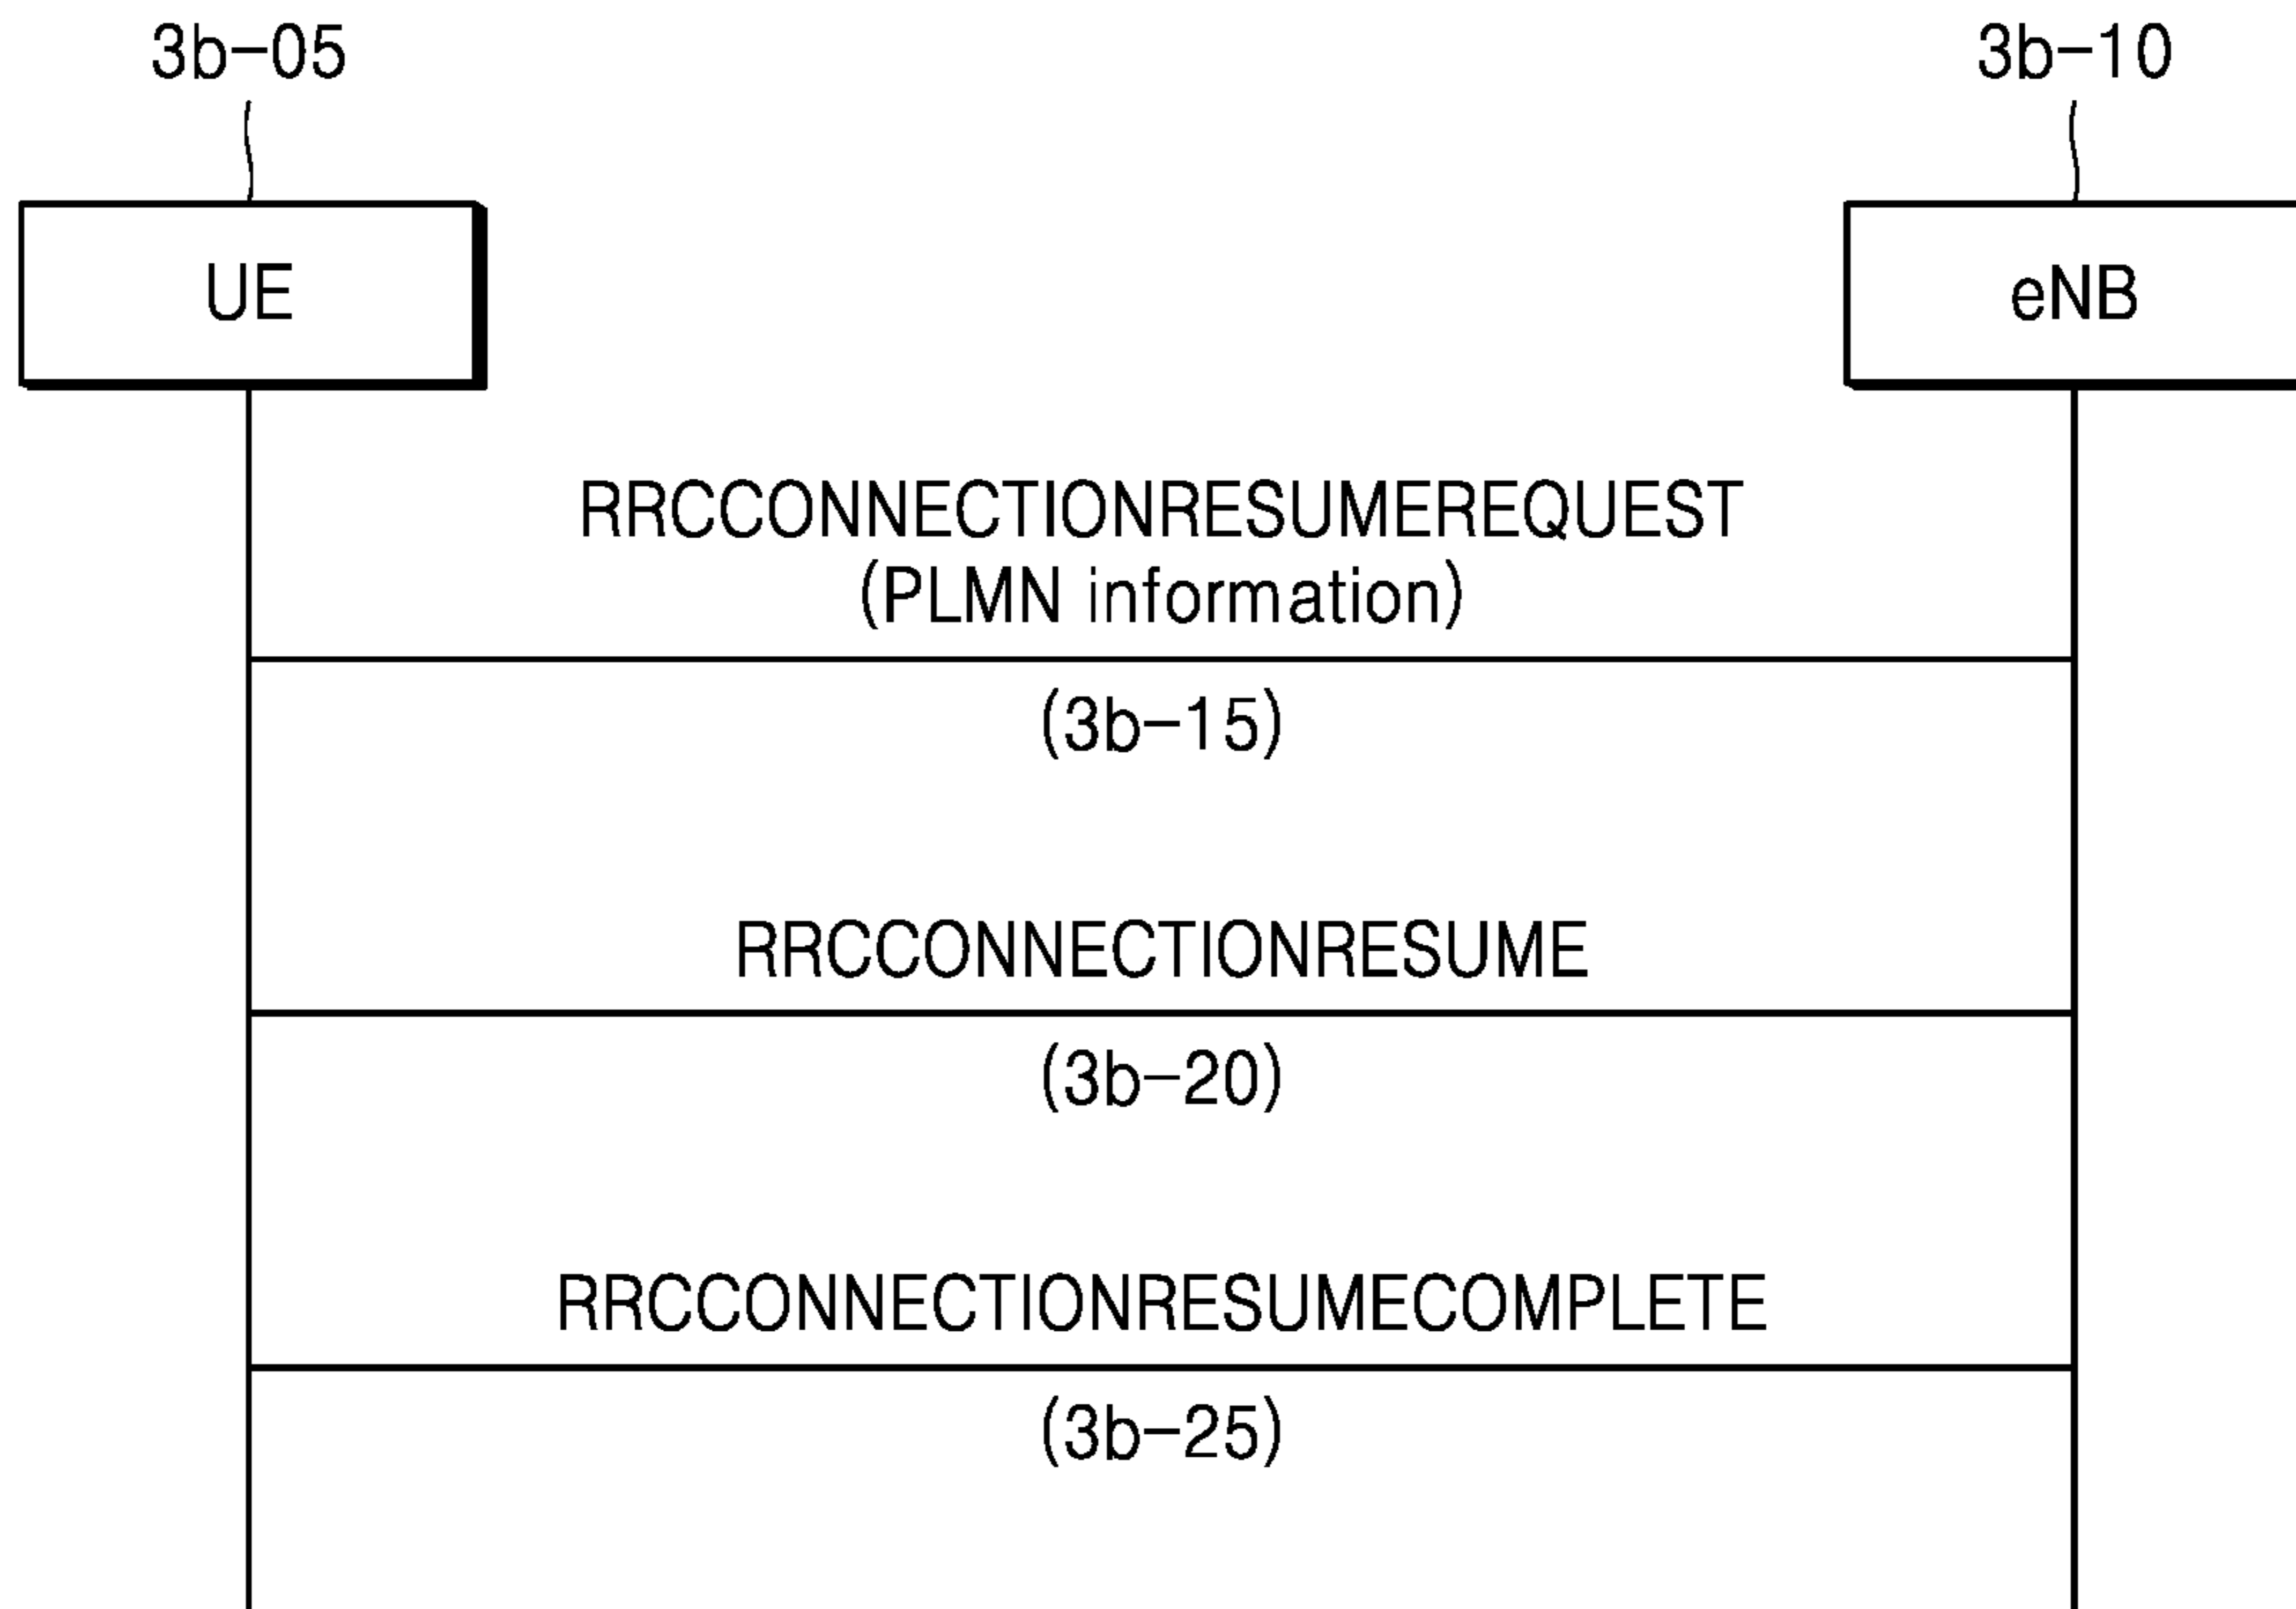 3b-05
3b-10
UE
eNB
RRCCONNECTIONRESUMEREQUEST
(PLMN information)
(3b-15)
RRCCONNECTIONRESUME
(3b-20)
RRCCONNECTIONRESUMECOMPLETE
(3b-25)